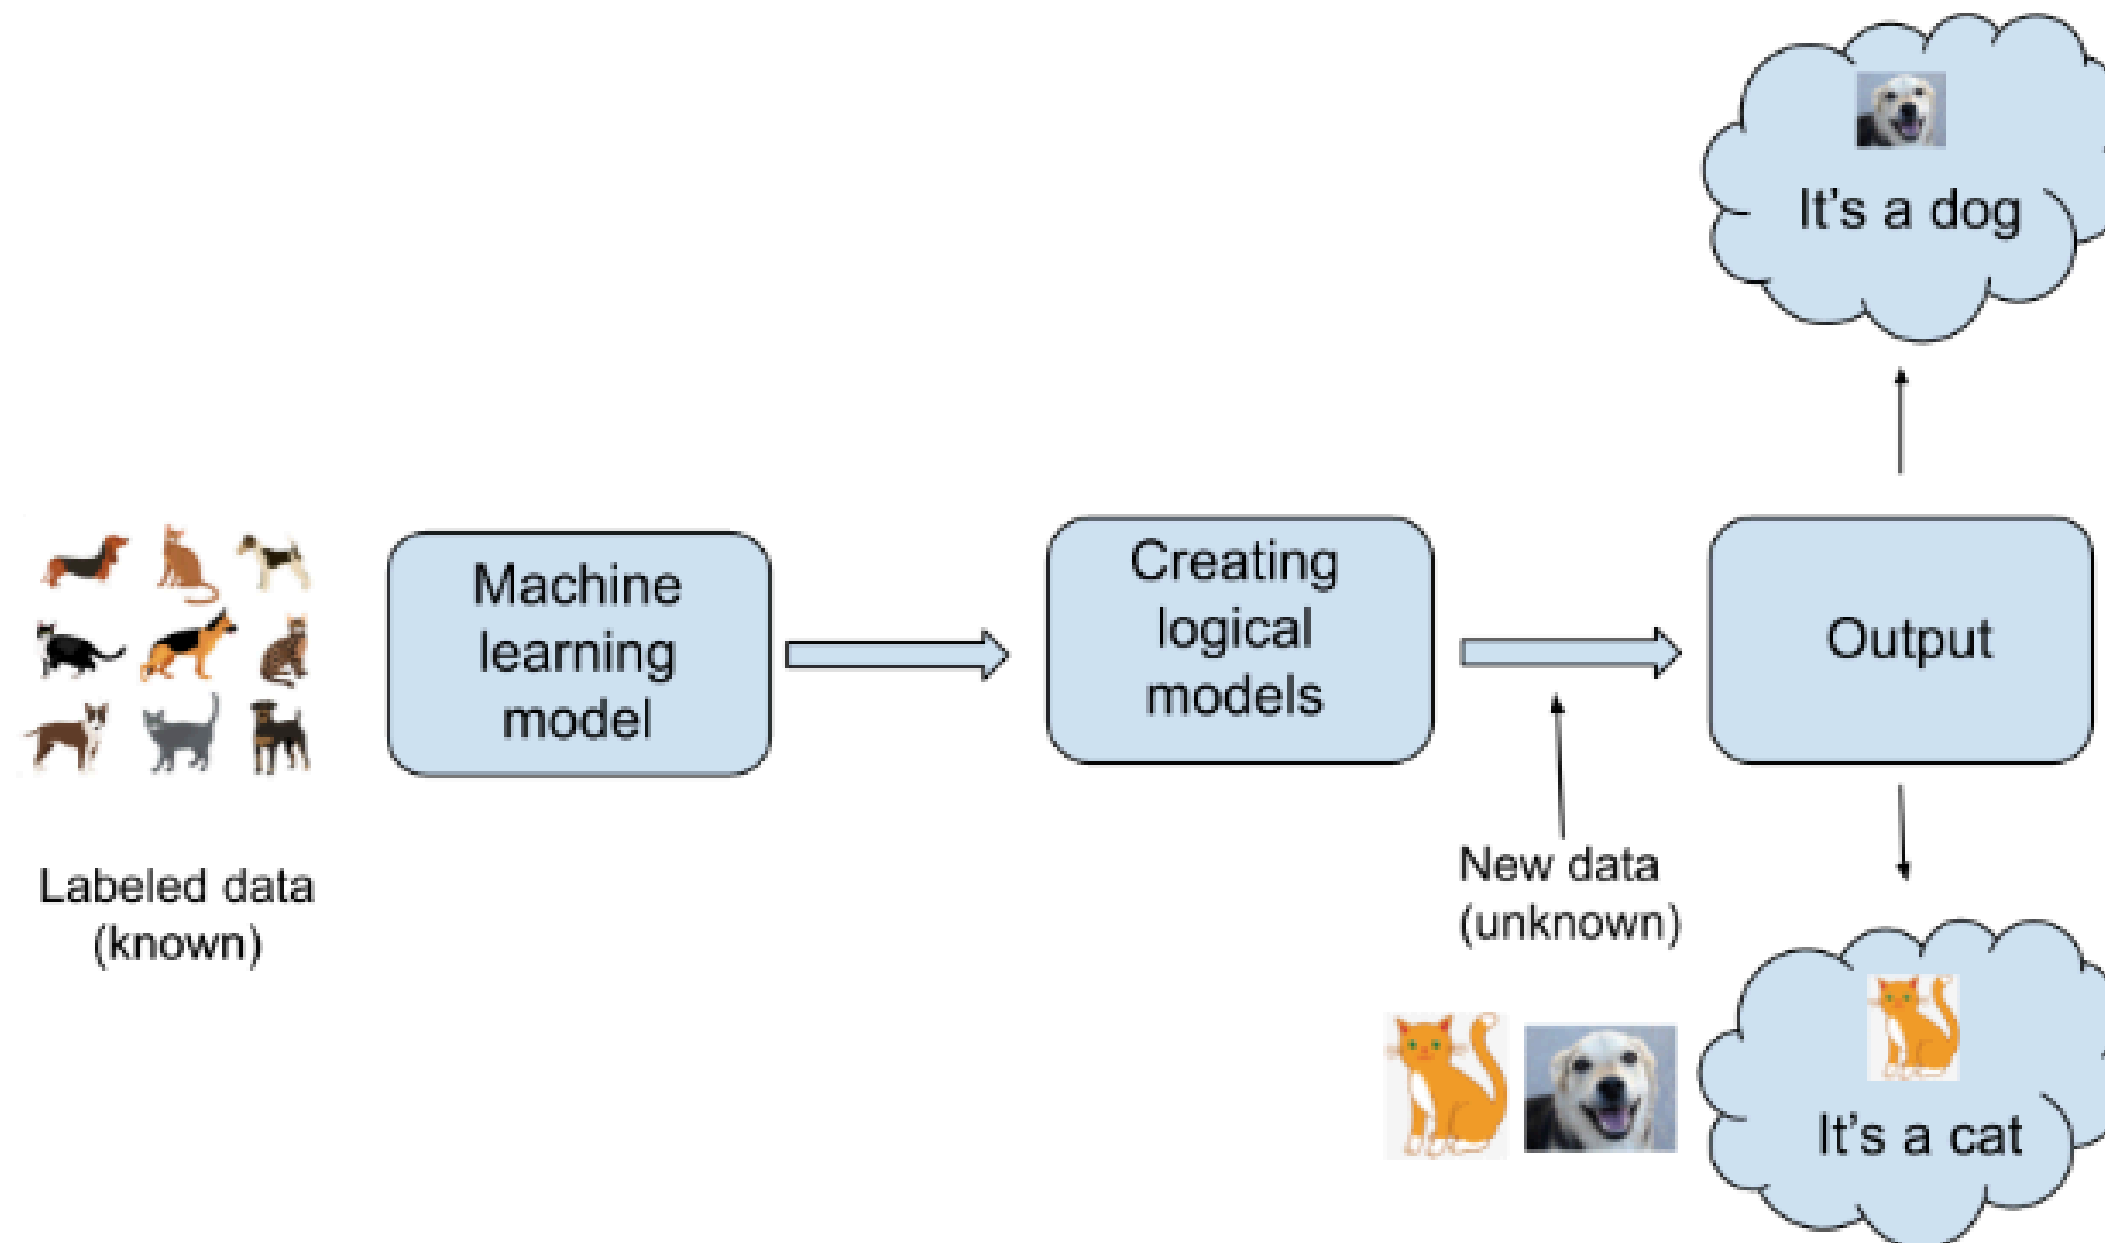 It's a dog
Machine
learning
model
Creating
logical
models
Output
Labeled data
(known)
New data
(unknown)
It's a cat